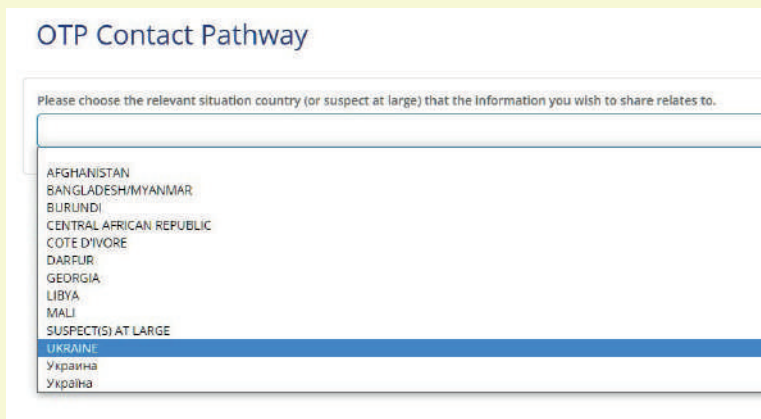 OTP Contact Pathway
Please choose the relevant situation country (or suspect at large) that the information you wish to share relates to.
AFGHANISTAN
BANGLADESH/MYANMAR
BURUNDI
CENTRAL AFRICAN REPUBLIC
COTE D'IVORE
DARFUR
GEORGIA
LIBYA
MALI
SUSPECT(S) AT LARGE
UKRAINE
Украина
Україна